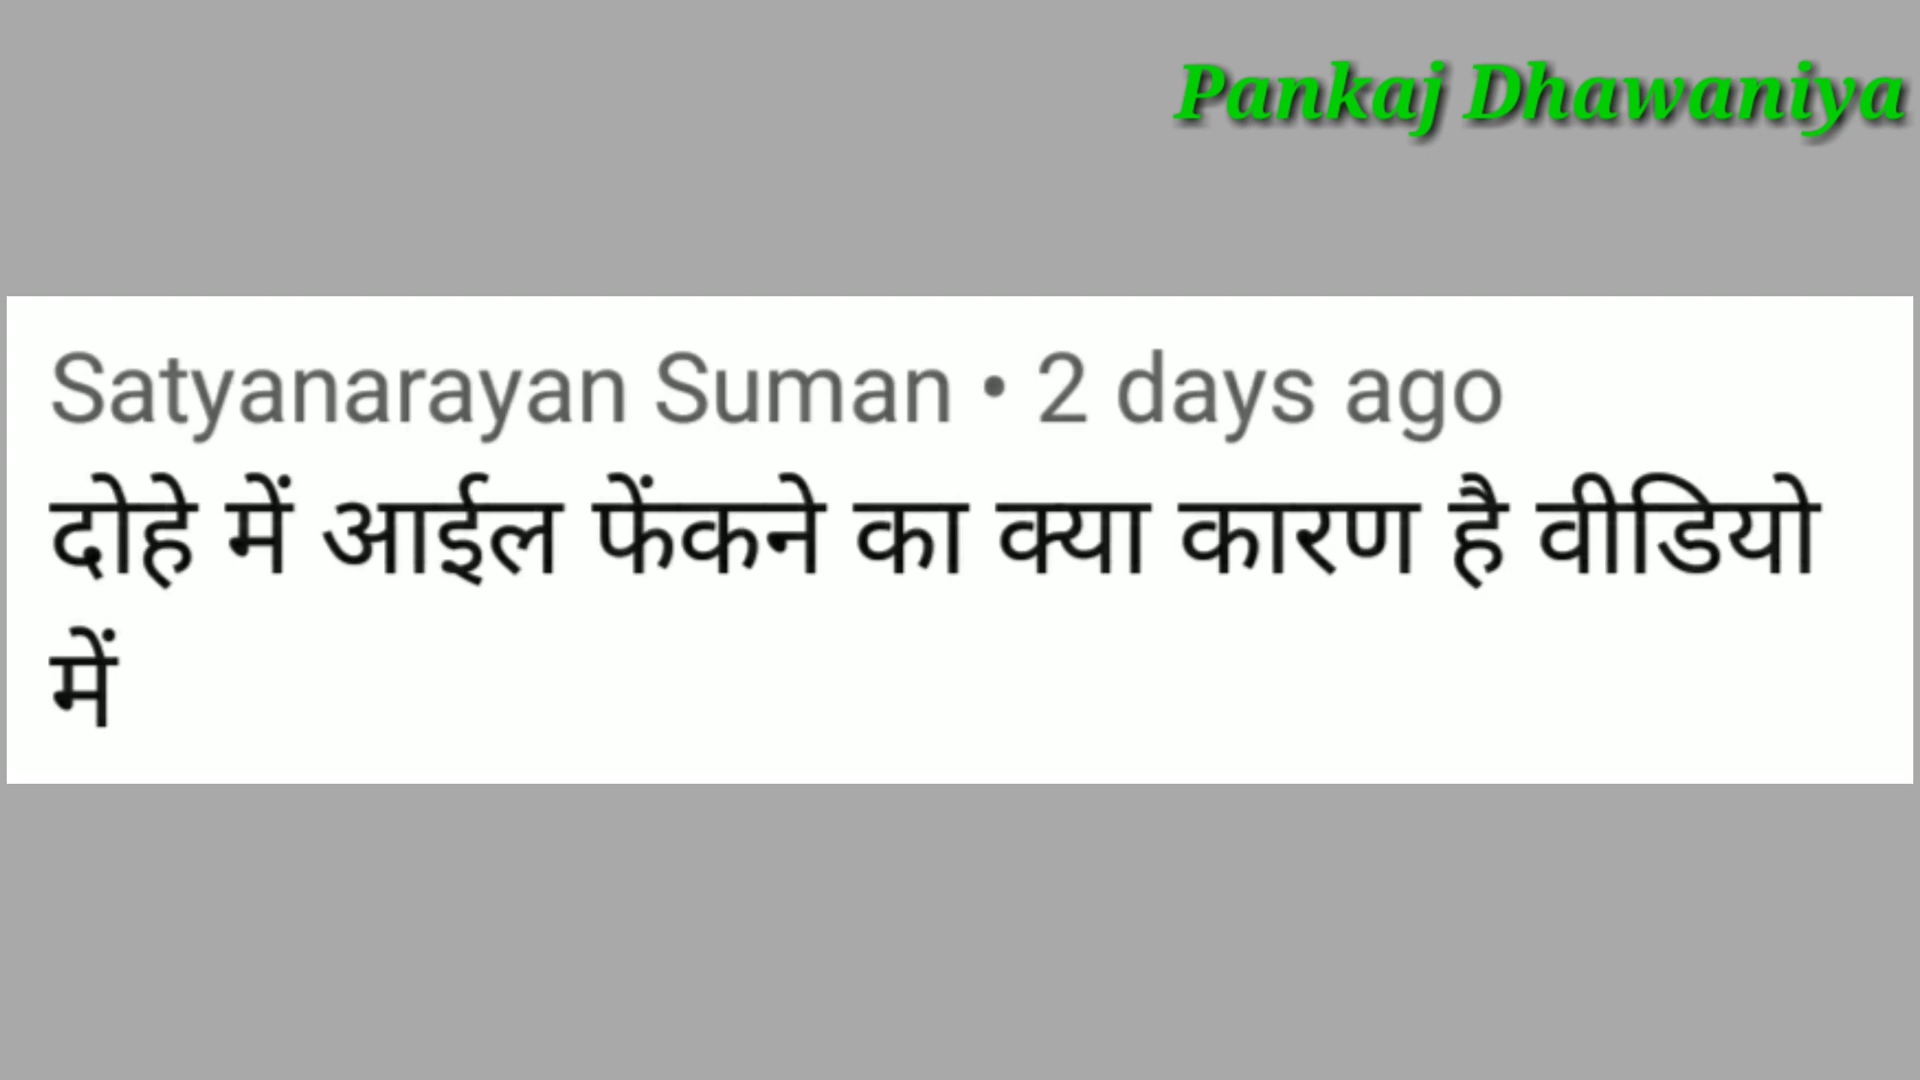 Pankaj Dhawaniya
Satyanarayan Suman • 2 days ago
दोहे में आईल फेंकने का क्या कारण है वीडियो
में